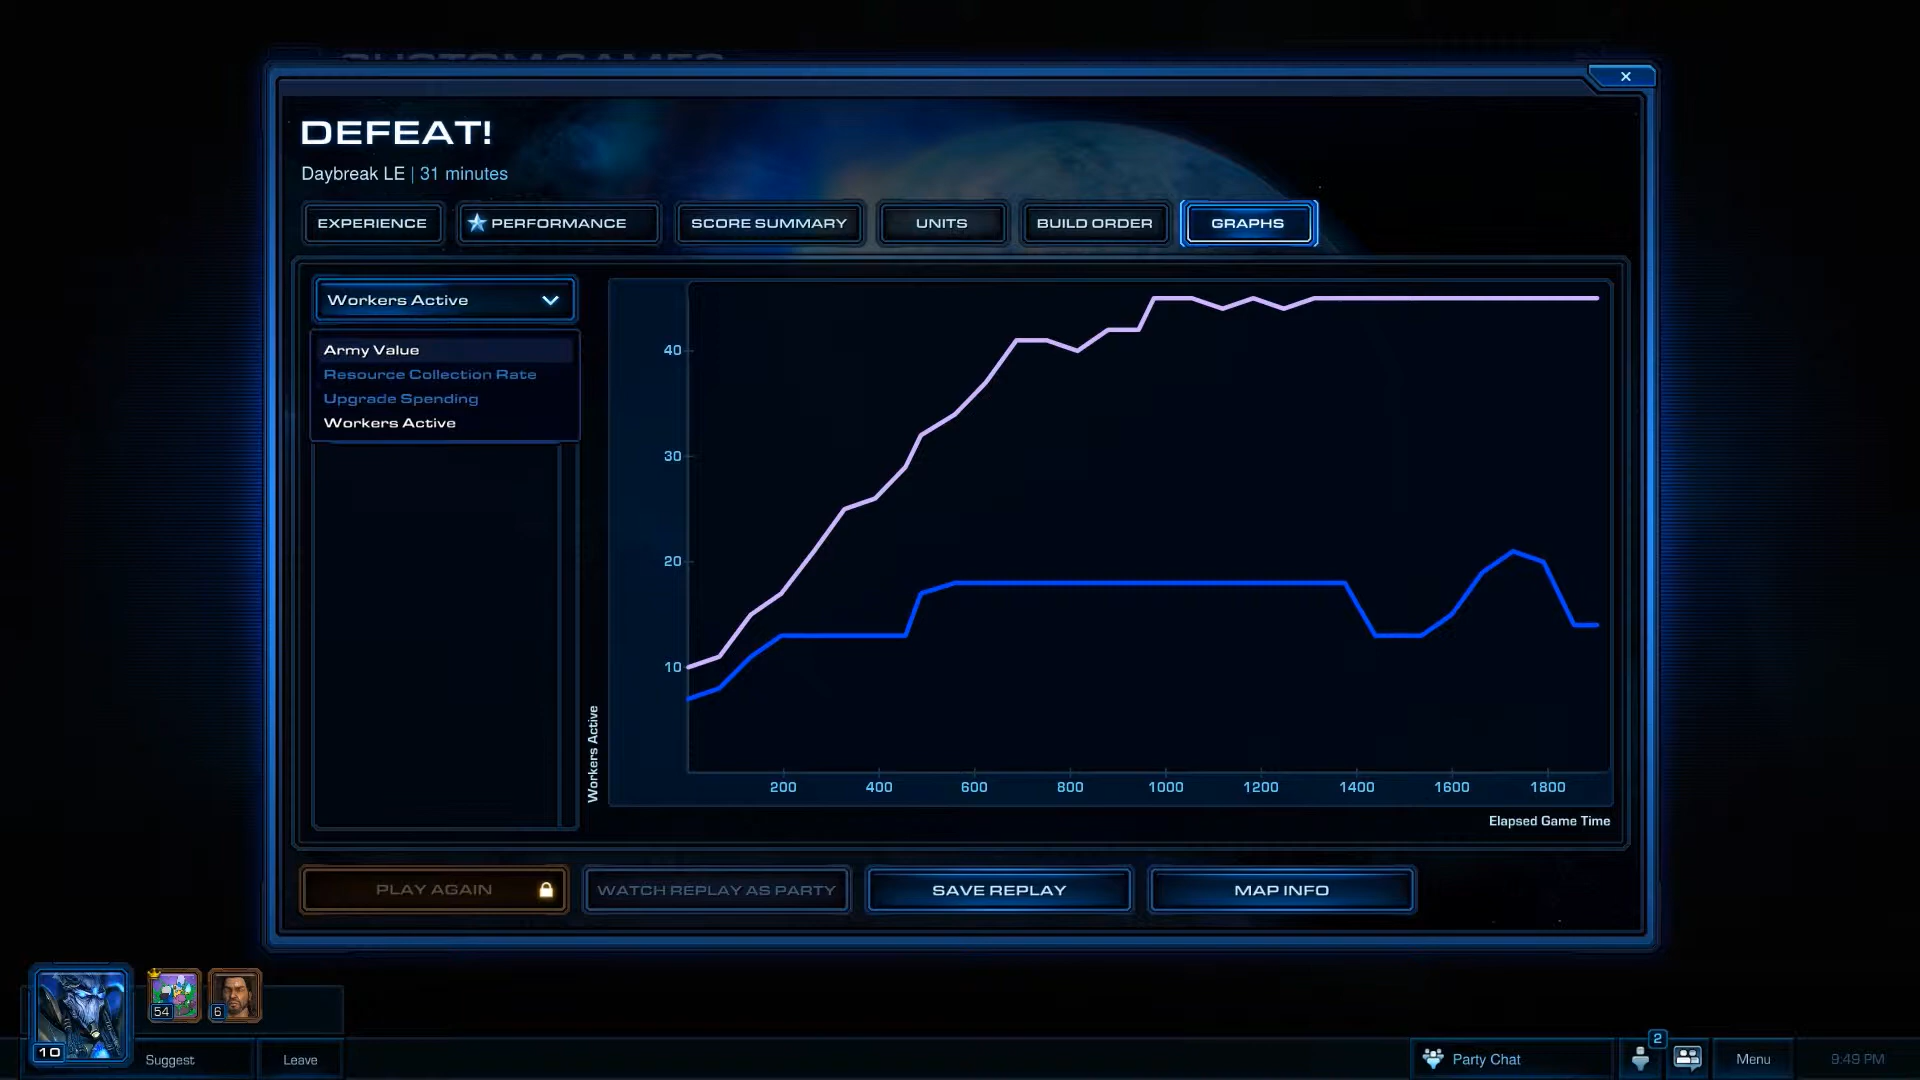 CUSTOM GAMES
DEFEAT!
Daybreak LE | 31 minutes
EXPERIENCE
PERFORMANCE
SCORE SUMMARY
UNITS
BUILD ORDER
GRAPHS
Workers Active
Army Value
Resource Collection Rate
Upgrade Spending
Workers Active
40
30
20
10
Workers Active
200 400 600 800 1000 1200 1400 1600 1800
Elapsed Game Time
PLAY AGAIN
WATCH REPLAY AS PARTY
SAVE REPLAY
MAP INFO
54
6
10
Suggest
Leave
Party Chat
2
Menu
9:49 PM